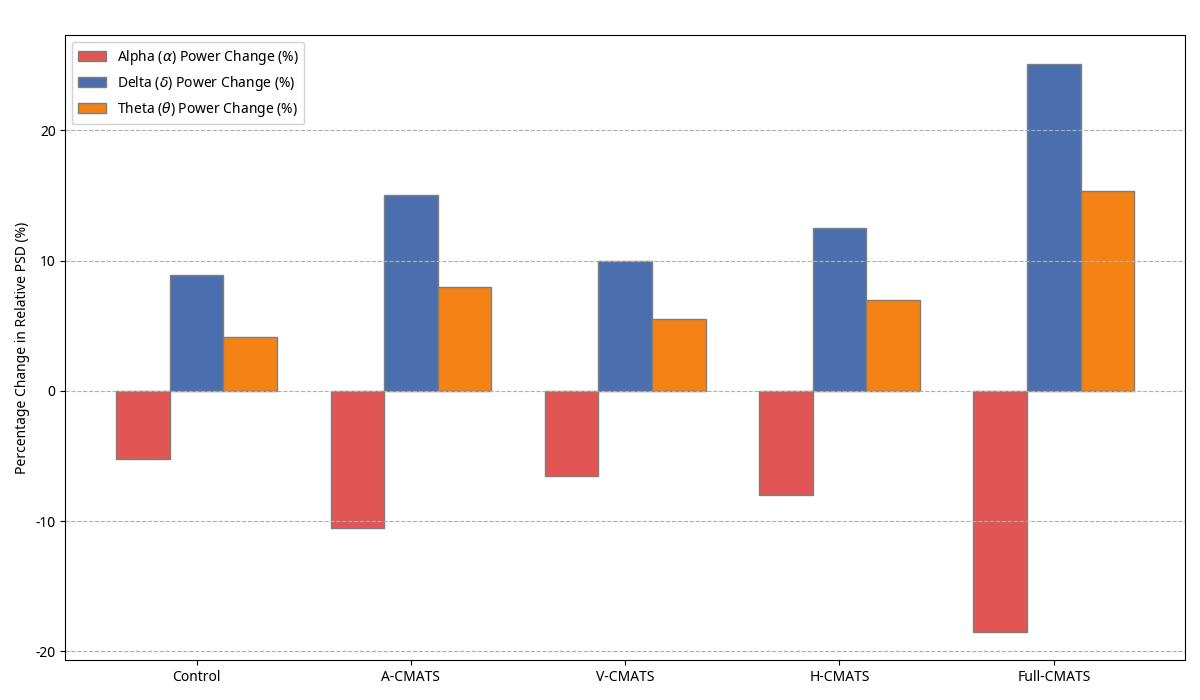 Alpha (α) Power Change (%)
Delta (δ) Power Change (%)
Theta (θ) Power Change (%)
Percentage Change in Relative PSD (%)
20
10
0
-10
-20
Control A-CMATS V-CMATS H-CMATS Full-CMATS